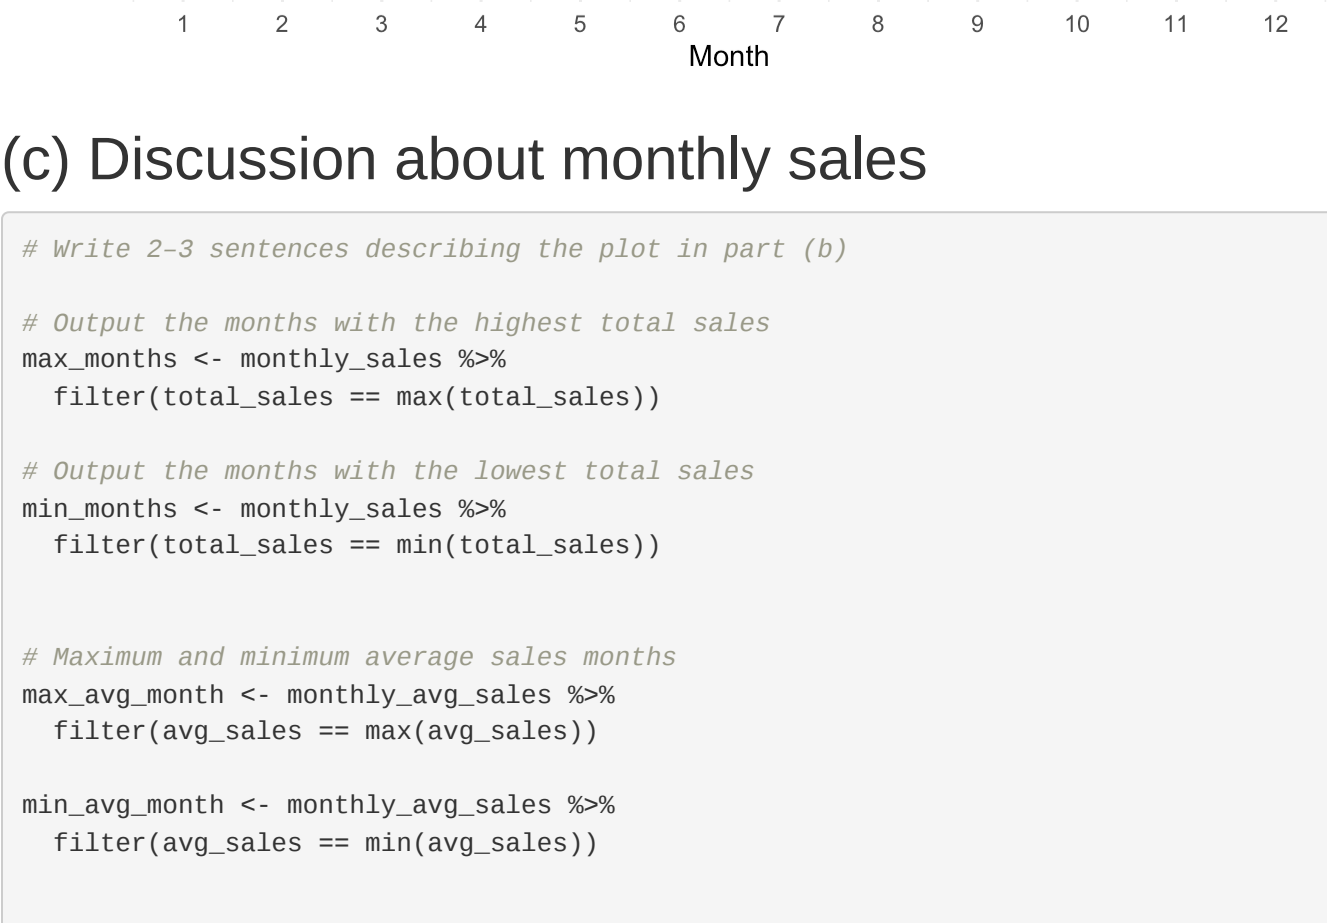 1 2 3 4 5 6 7 8 9 10 11 12
Month
(c) Discussion about monthly sales
# Write 2–3 sentences describing the plot in part (b)
# Output the months with the highest total sales
max_months <- monthly_sales %>%
  filter(total_sales == max(total_sales))
# Output the months with the lowest total sales
min_months <- monthly_sales %>%
  filter(total_sales == min(total_sales))
# Maximum and minimum average sales months
max_avg_month <- monthly_avg_sales %>%
  filter(avg_sales == max(avg_sales))
min_avg_month <- monthly_avg_sales %>%
  filter(avg_sales == min(avg_sales))